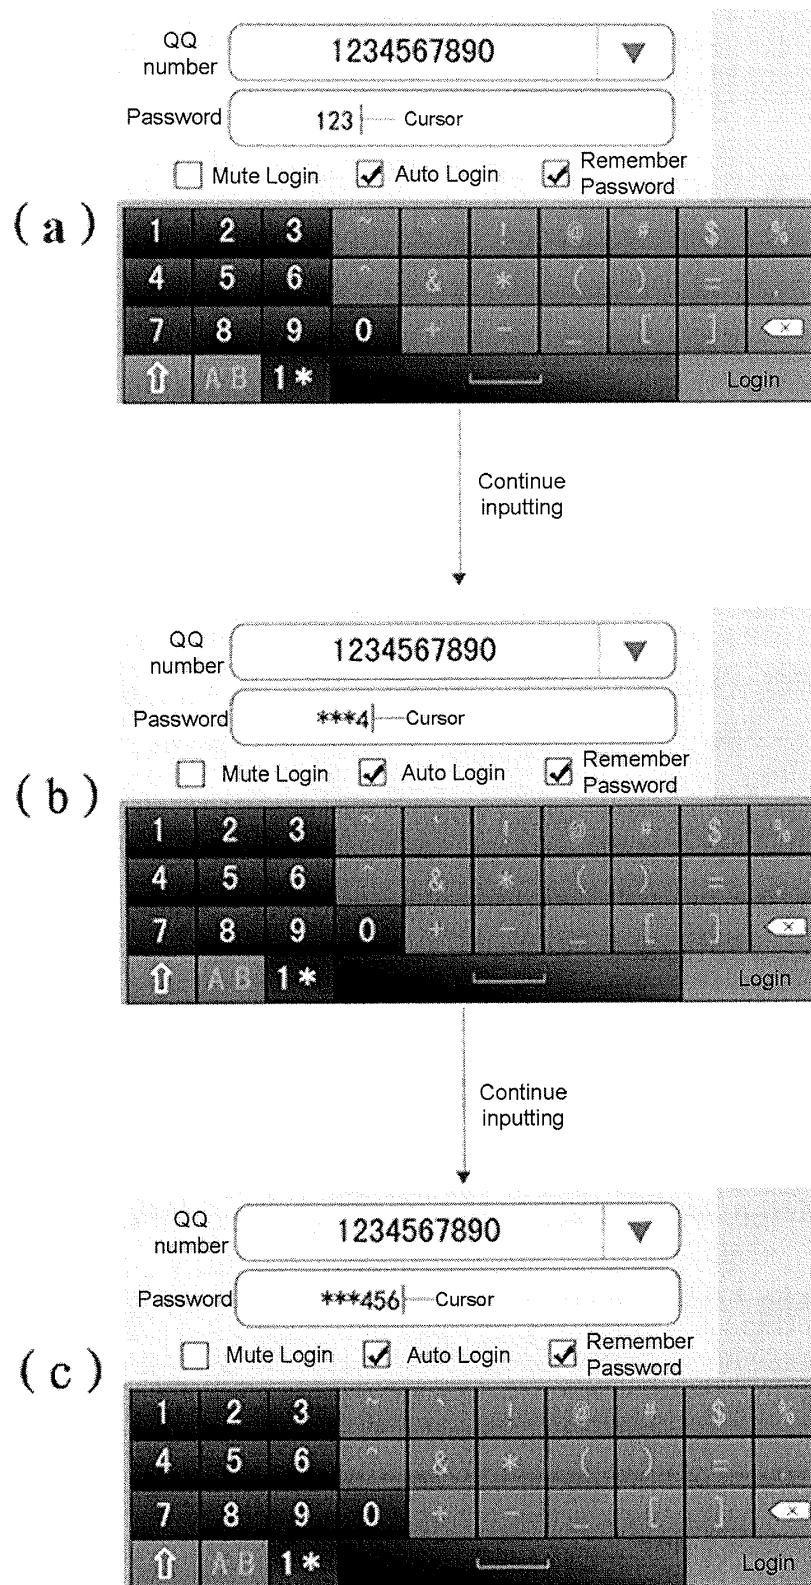 QQ number 1234567890 ▼
Password 123 Cursor
Mute Login Auto Login Remember Password
(a)
1 2 3 ~ ` ! @ # $ %
4 5 6 ^ & * ( ) = .
7 8 9 0 + - _ [ ] ×
⇧ AB 1* Login
Continue
inputting
QQ number 1234567890 ▼
Password ***4 Cursor
Mute Login Auto Login Remember Password
(b)
1 2 3 ~ ` ! @ # $ %
4 5 6 ^ & * ( ) = .
7 8 9 0 + - _ [ ] ×
⇧ AB 1* Login
Continue
inputting
QQ number 1234567890 ▼
Password ***456 Cursor
Mute Login Auto Login Remember Password
(c)
1 2 3 ~ ` ! @ # $ %
4 5 6 ^ & * ( ) = .
7 8 9 0 + - _ [ ] ×
⇧ AB 1* Login